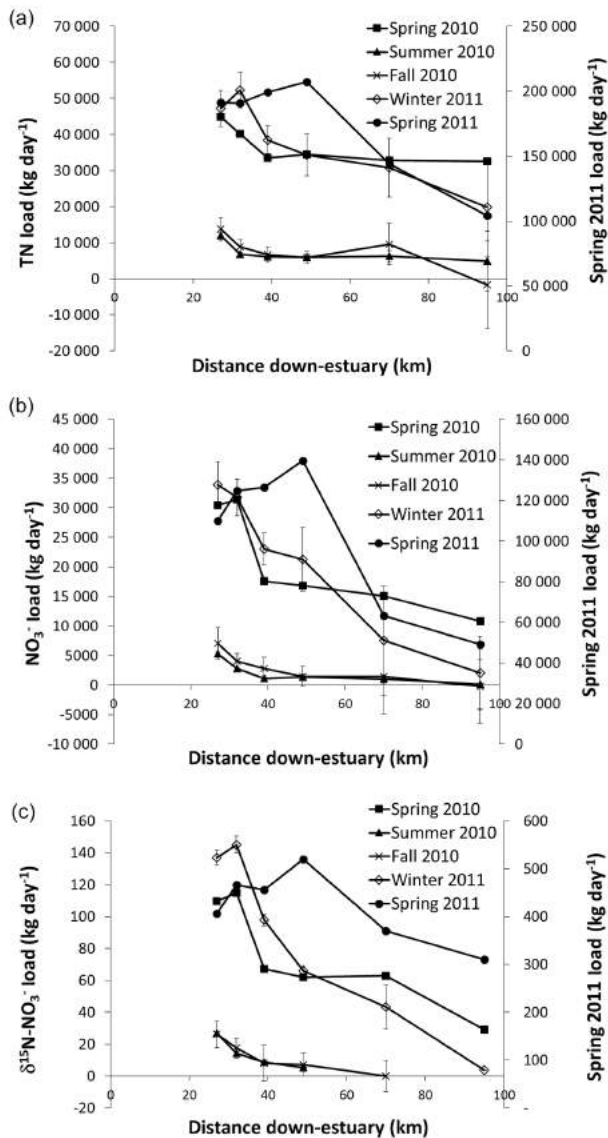 (a)
70 000
60 000
50 000
40 000
30 000
20 000
10 000
0
-10 000
-20 000
TN load (kg day⁻¹)
250 000
200 000
150 000
100 000
50 000
0
Spring 2011 load (kg day⁻¹)
Spring 2010
Summer 2010
Fall 2010
Winter 2011
Spring 2011
0 20 40 60 80 100
Distance down-estuary (km)
(b)
45 000
40 000
35 000
30 000
25 000
20 000
15 000
10 000
5000
0
-5000
-10 000
NO₃⁻ load (kg day⁻¹)
160 000
140 000
120 000
100 000
80 000
60 000
40 000
20 000
0
Spring 2011 load (kg day⁻¹)
Spring 2010
Summer 2010
Fall 2010
Winter 2011
Spring 2011
0 20 40 60 80 100
Distance down-estuary (km)
(c)
160
140
120
100
80
60
40
20
0
-20
δ¹⁵N-NO₃⁻ load (kg day⁻¹)
600
500
400
300
200
100
-
Spring 2011 load (kg day⁻¹)
Spring 2010
Summer 2010
Fall 2010
Winter 2011
Spring 2011
0 20 40 60 80 100
Distance down-estuary (km)